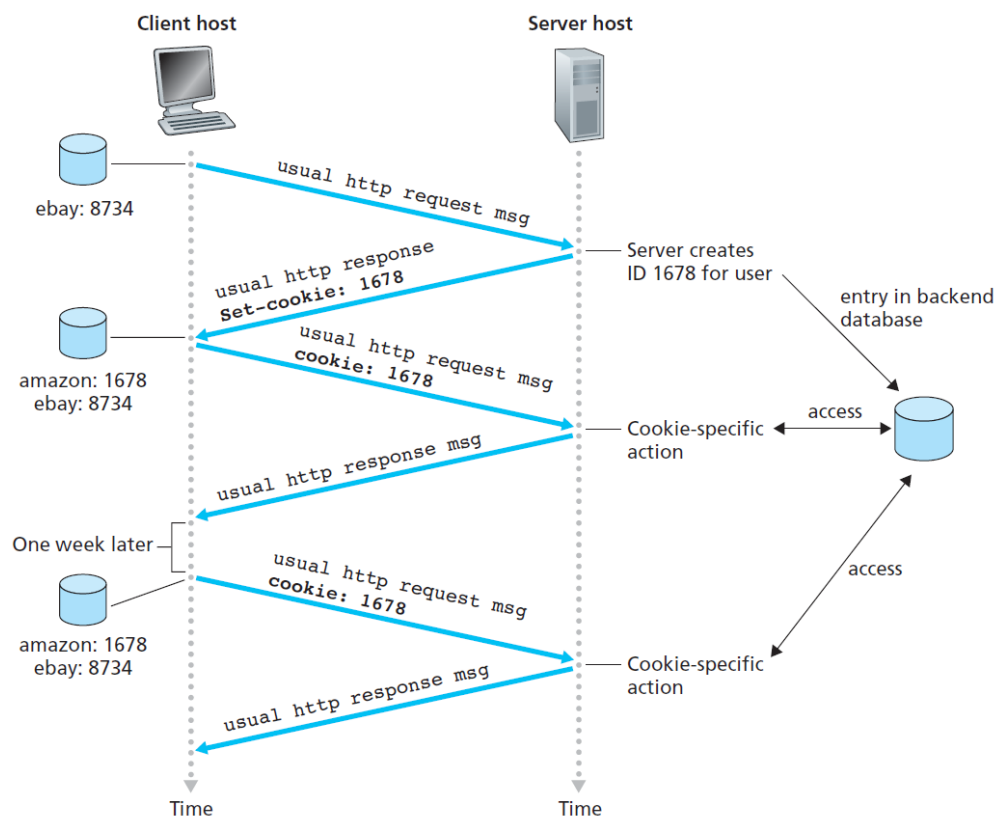 Client host
Server host
usual http request msg
ebay: 8734
Server creates
ID 1678 for user
usual http response
Set-cookie: 1678
entry in backend
database
usual http request msg
cookie: 1678
amazon: 1678
ebay: 8734
access
Cookie-specific
action
usual http response msg
One week later
usual http request msg
cookie: 1678
access
amazon: 1678
ebay: 8734
Cookie-specific
action
usual http response msg
Time
Time